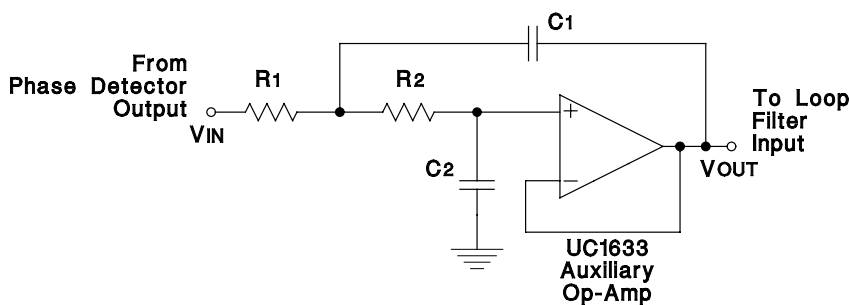 From
Phase Detector
Output
VIN
R1
R2
C1
C2
+
−
VOUT
To Loop
Filter
Input
UC1633
Auxiliary
Op-Amp